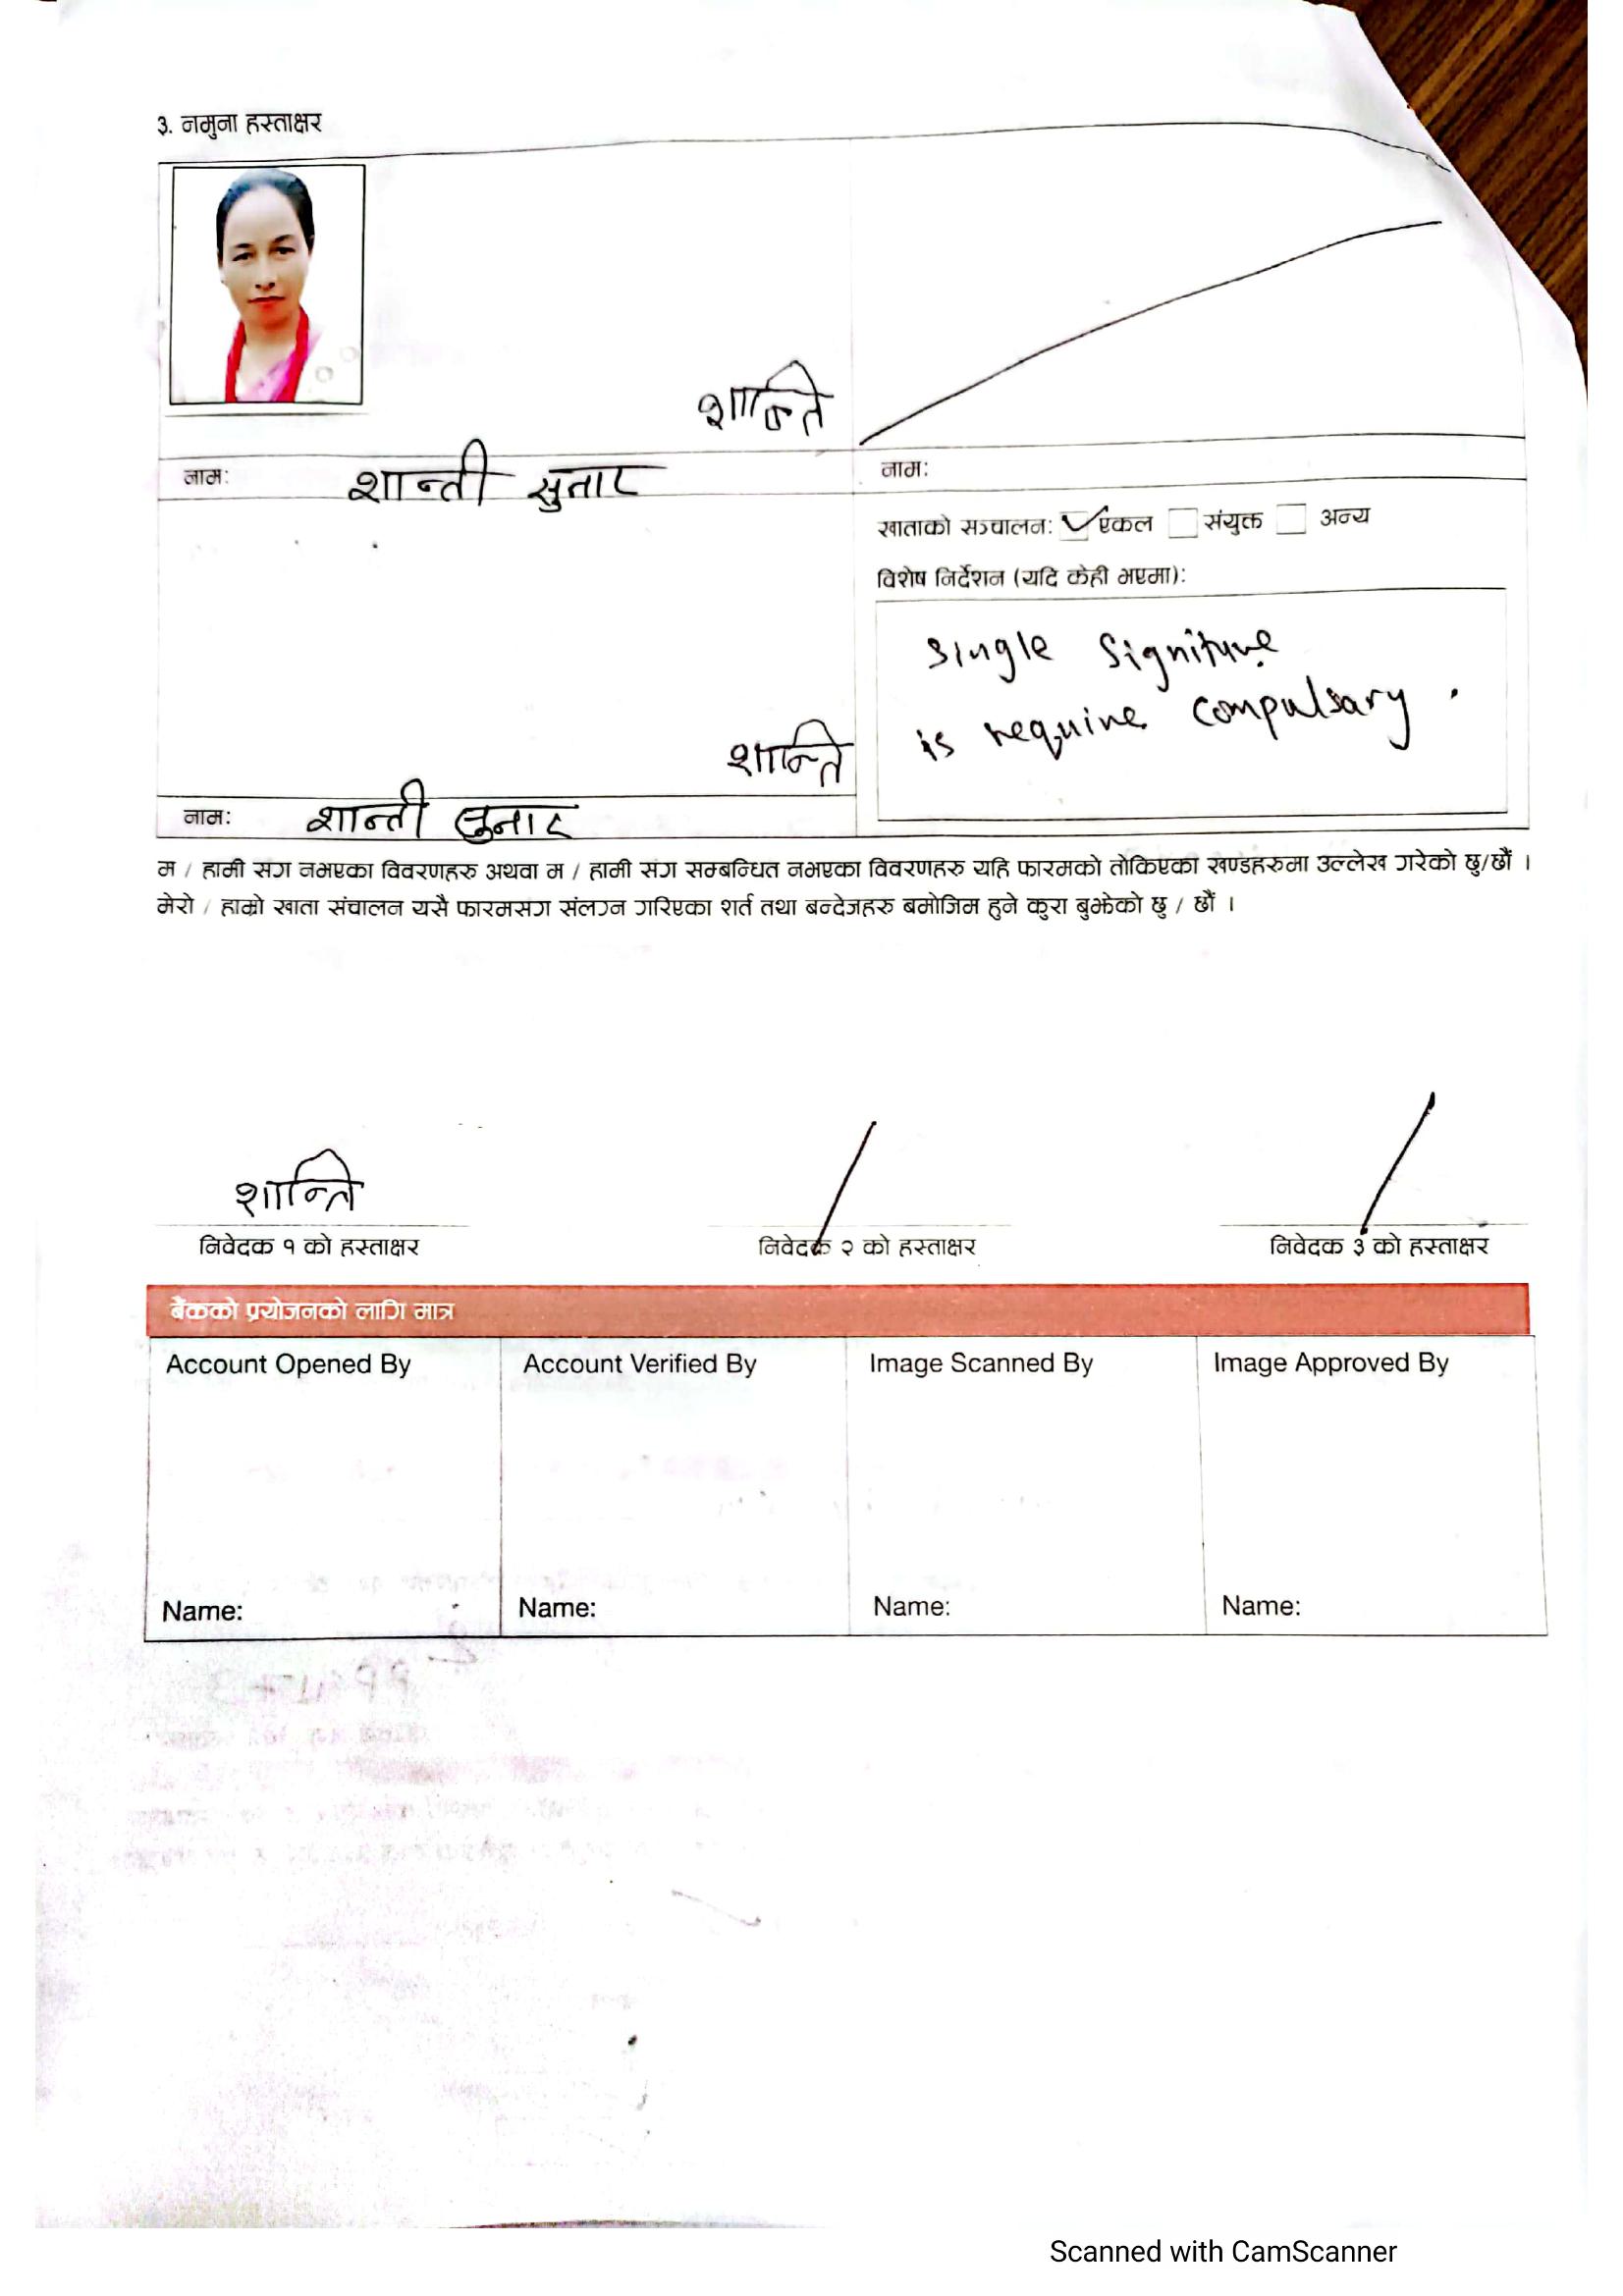 ३. नमुना हस्ताक्षर
शान्ति
नाम: शान्ती सुनार
नाम:
खाताको सञ्चालन: एकल संयुक्त अन्य
विशेष निर्देशन (यदि केही भएमा):
single signiture
is require compulsary.
शान्ति
नाम: शान्ती सुनार
म / हामी संग नभएका विवरणहरु अथवा म / हामी संग सम्बन्धित नभएका विवरणहरु यहि फारमको तोकिएका खण्डहरुमा उल्लेख गरेको छु/छौं ।
मेरो / हाम्रो खाता संचालन यसै फारमसंग संलग्न गरिएका शर्त तथा बन्देजहरु बमोजिम हुने कुरा बुझेको छु / छौं ।
शान्ति
निवेदक १ को हस्ताक्षर निवेदक २ को हस्ताक्षर निवेदक ३ को हस्ताक्षर
बैंकको प्रयोजनको लागि मात्र
Account Opened By Account Verified By Image Scanned By Image Approved By
Name: Name: Name: Name:
Scanned with CamScanner